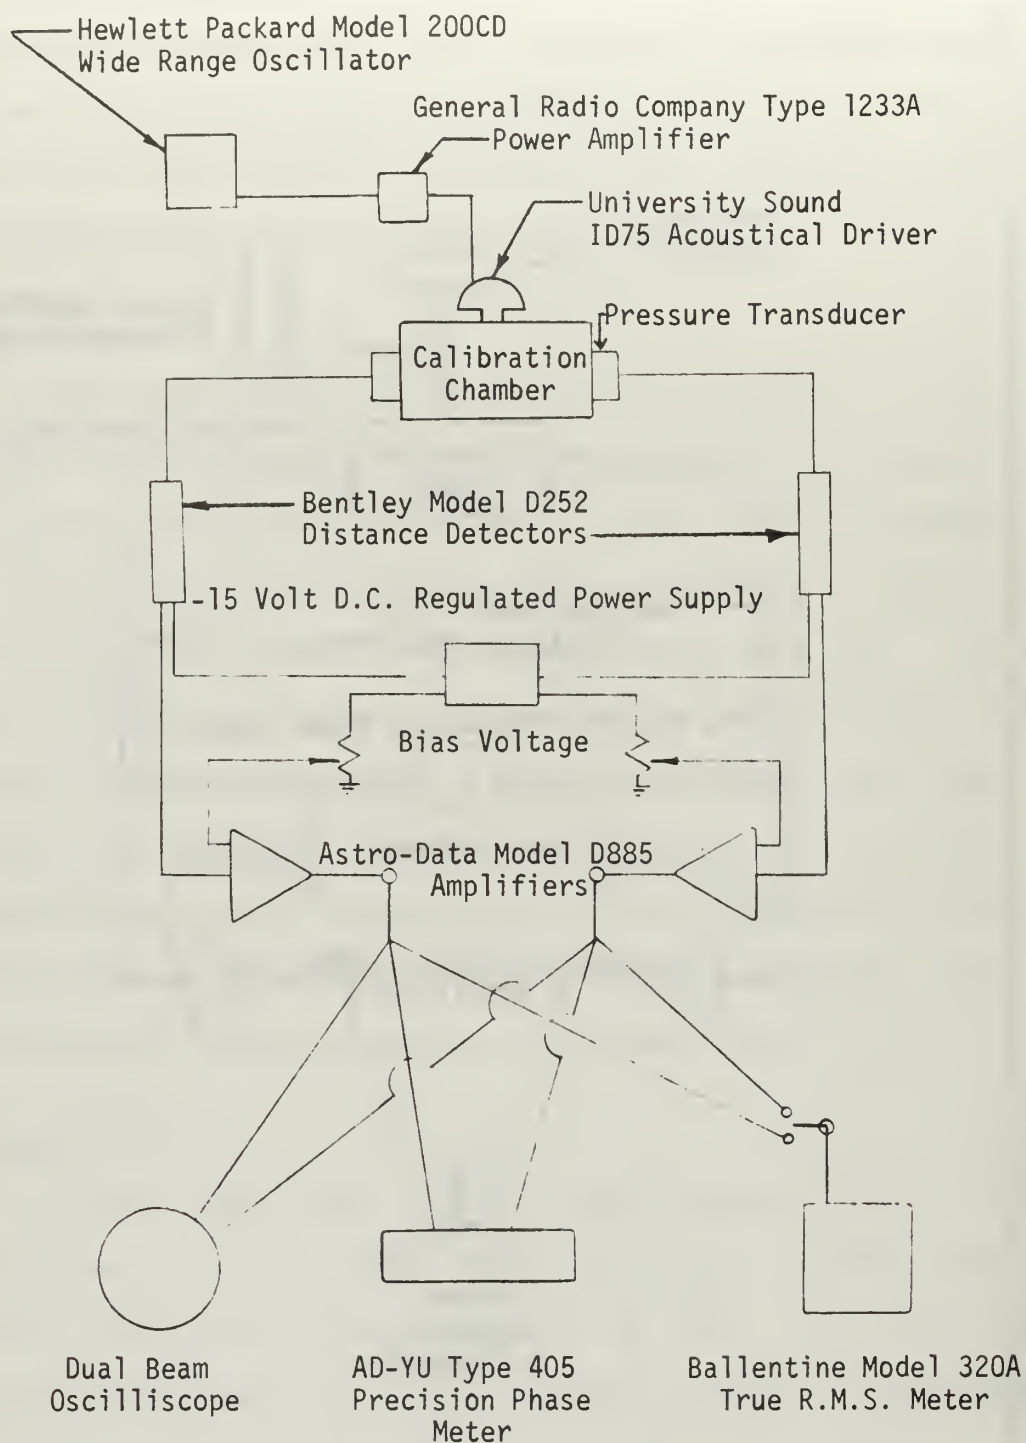 Hewlett Packard Model 200CD
Wide Range Oscillator
General Radio Company Type 1233A
Power Amplifier
University Sound
ID75 Acoustical Driver
Pressure Transducer
Calibration
Chamber
Bentley Model D252
Distance Detectors
-15 Volt D.C. Regulated Power Supply
Bias Voltage
Astro-Data Model D885
Amplifiers
Dual Beam
Oscilliscope
AD-YU Type 405
Precision Phase
Meter
Ballentine Model 320A
True R.M.S. Meter